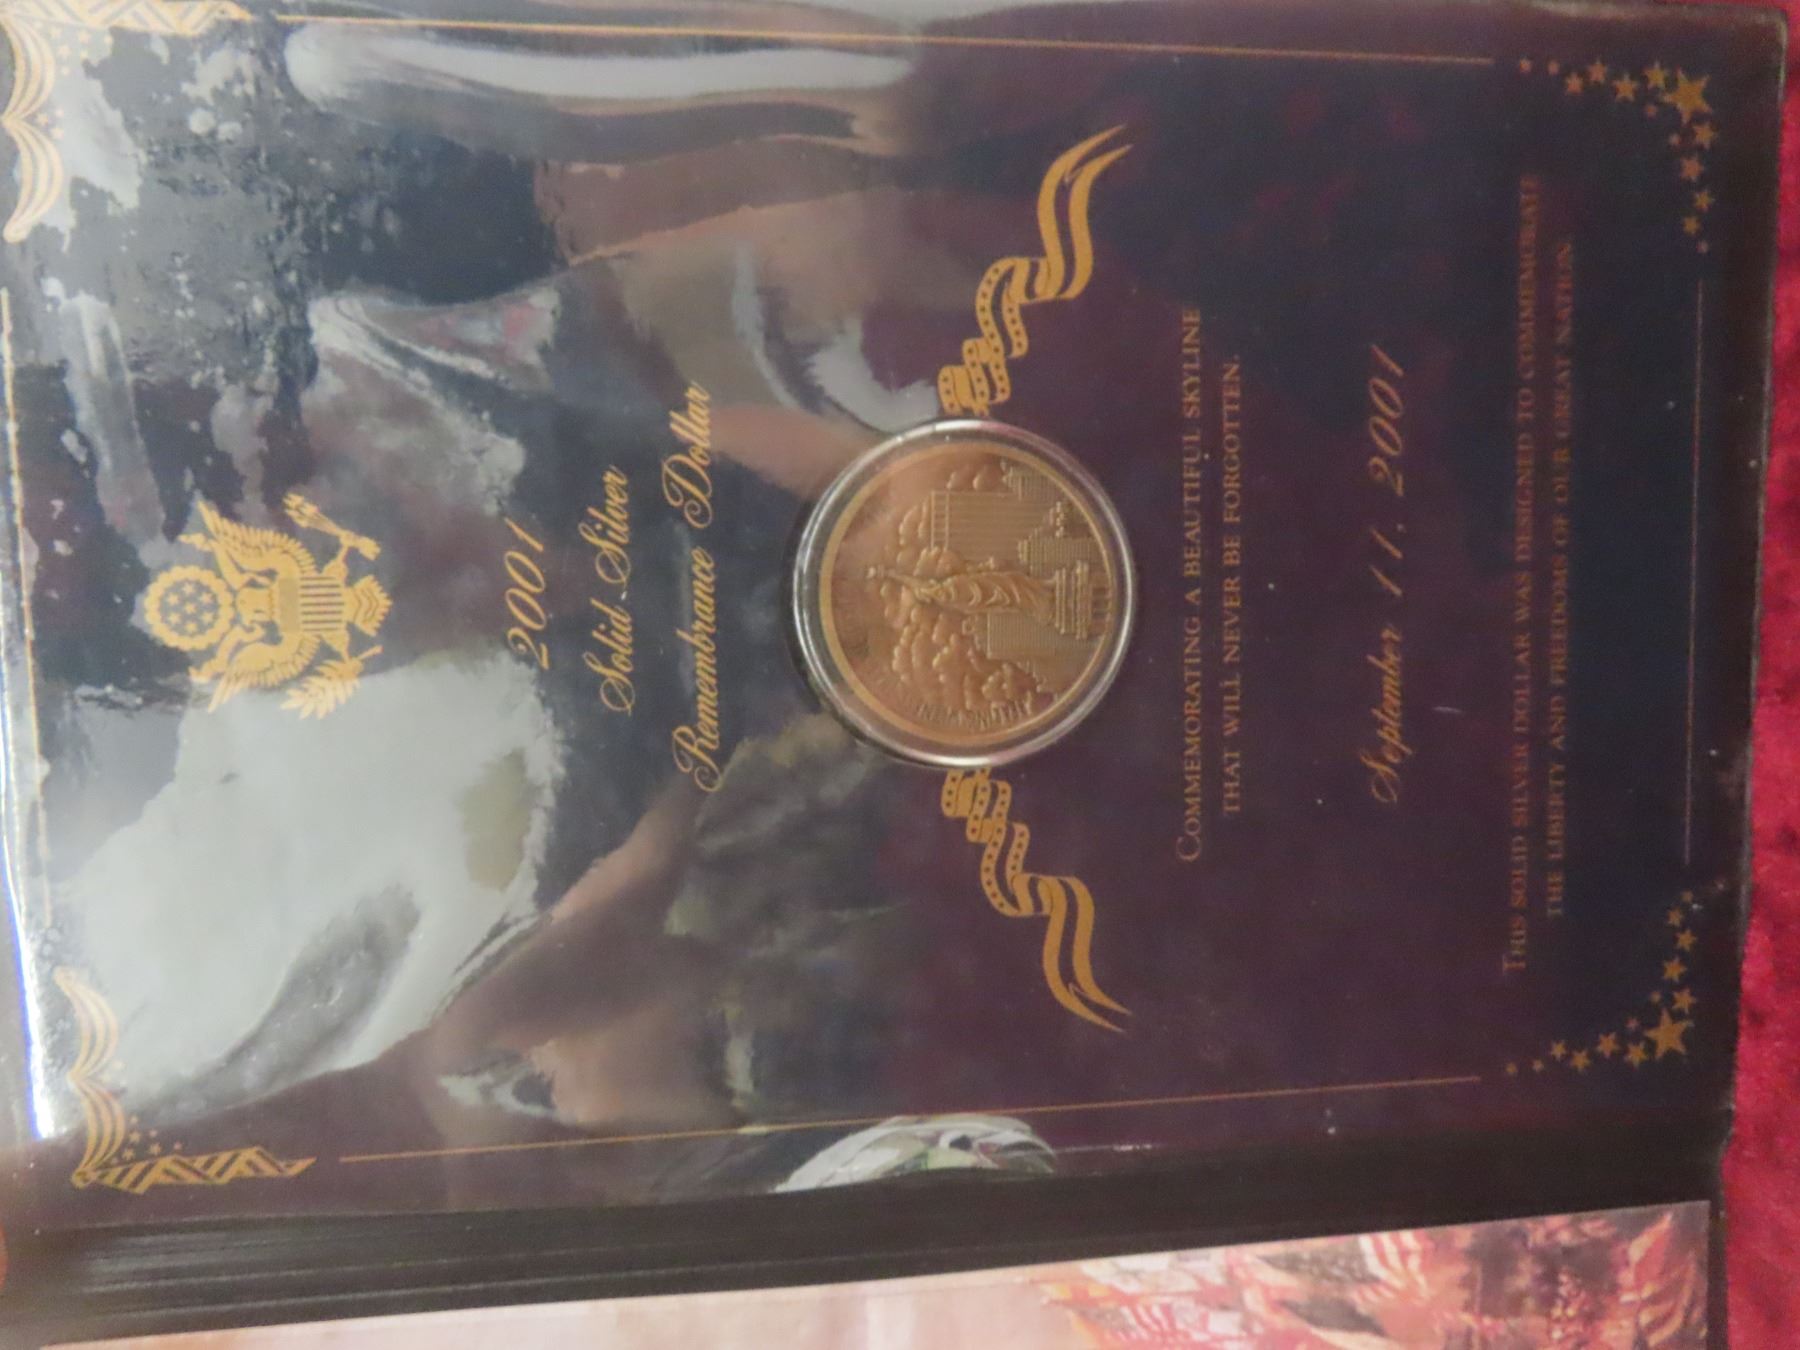 2001
Solid Silver
Remembrance Dollar
COMMEMORATING A BEAUTIFUL SKYLINE
THAT WILL NEVER BE FORGOTTEN.
September 11, 2001
THIS SOLID SILVER DOLLAR WAS DESIGNED TO COMMEMORATE
THE LIBERTY AND FREEDOMS OF OUR GREAT NATION.